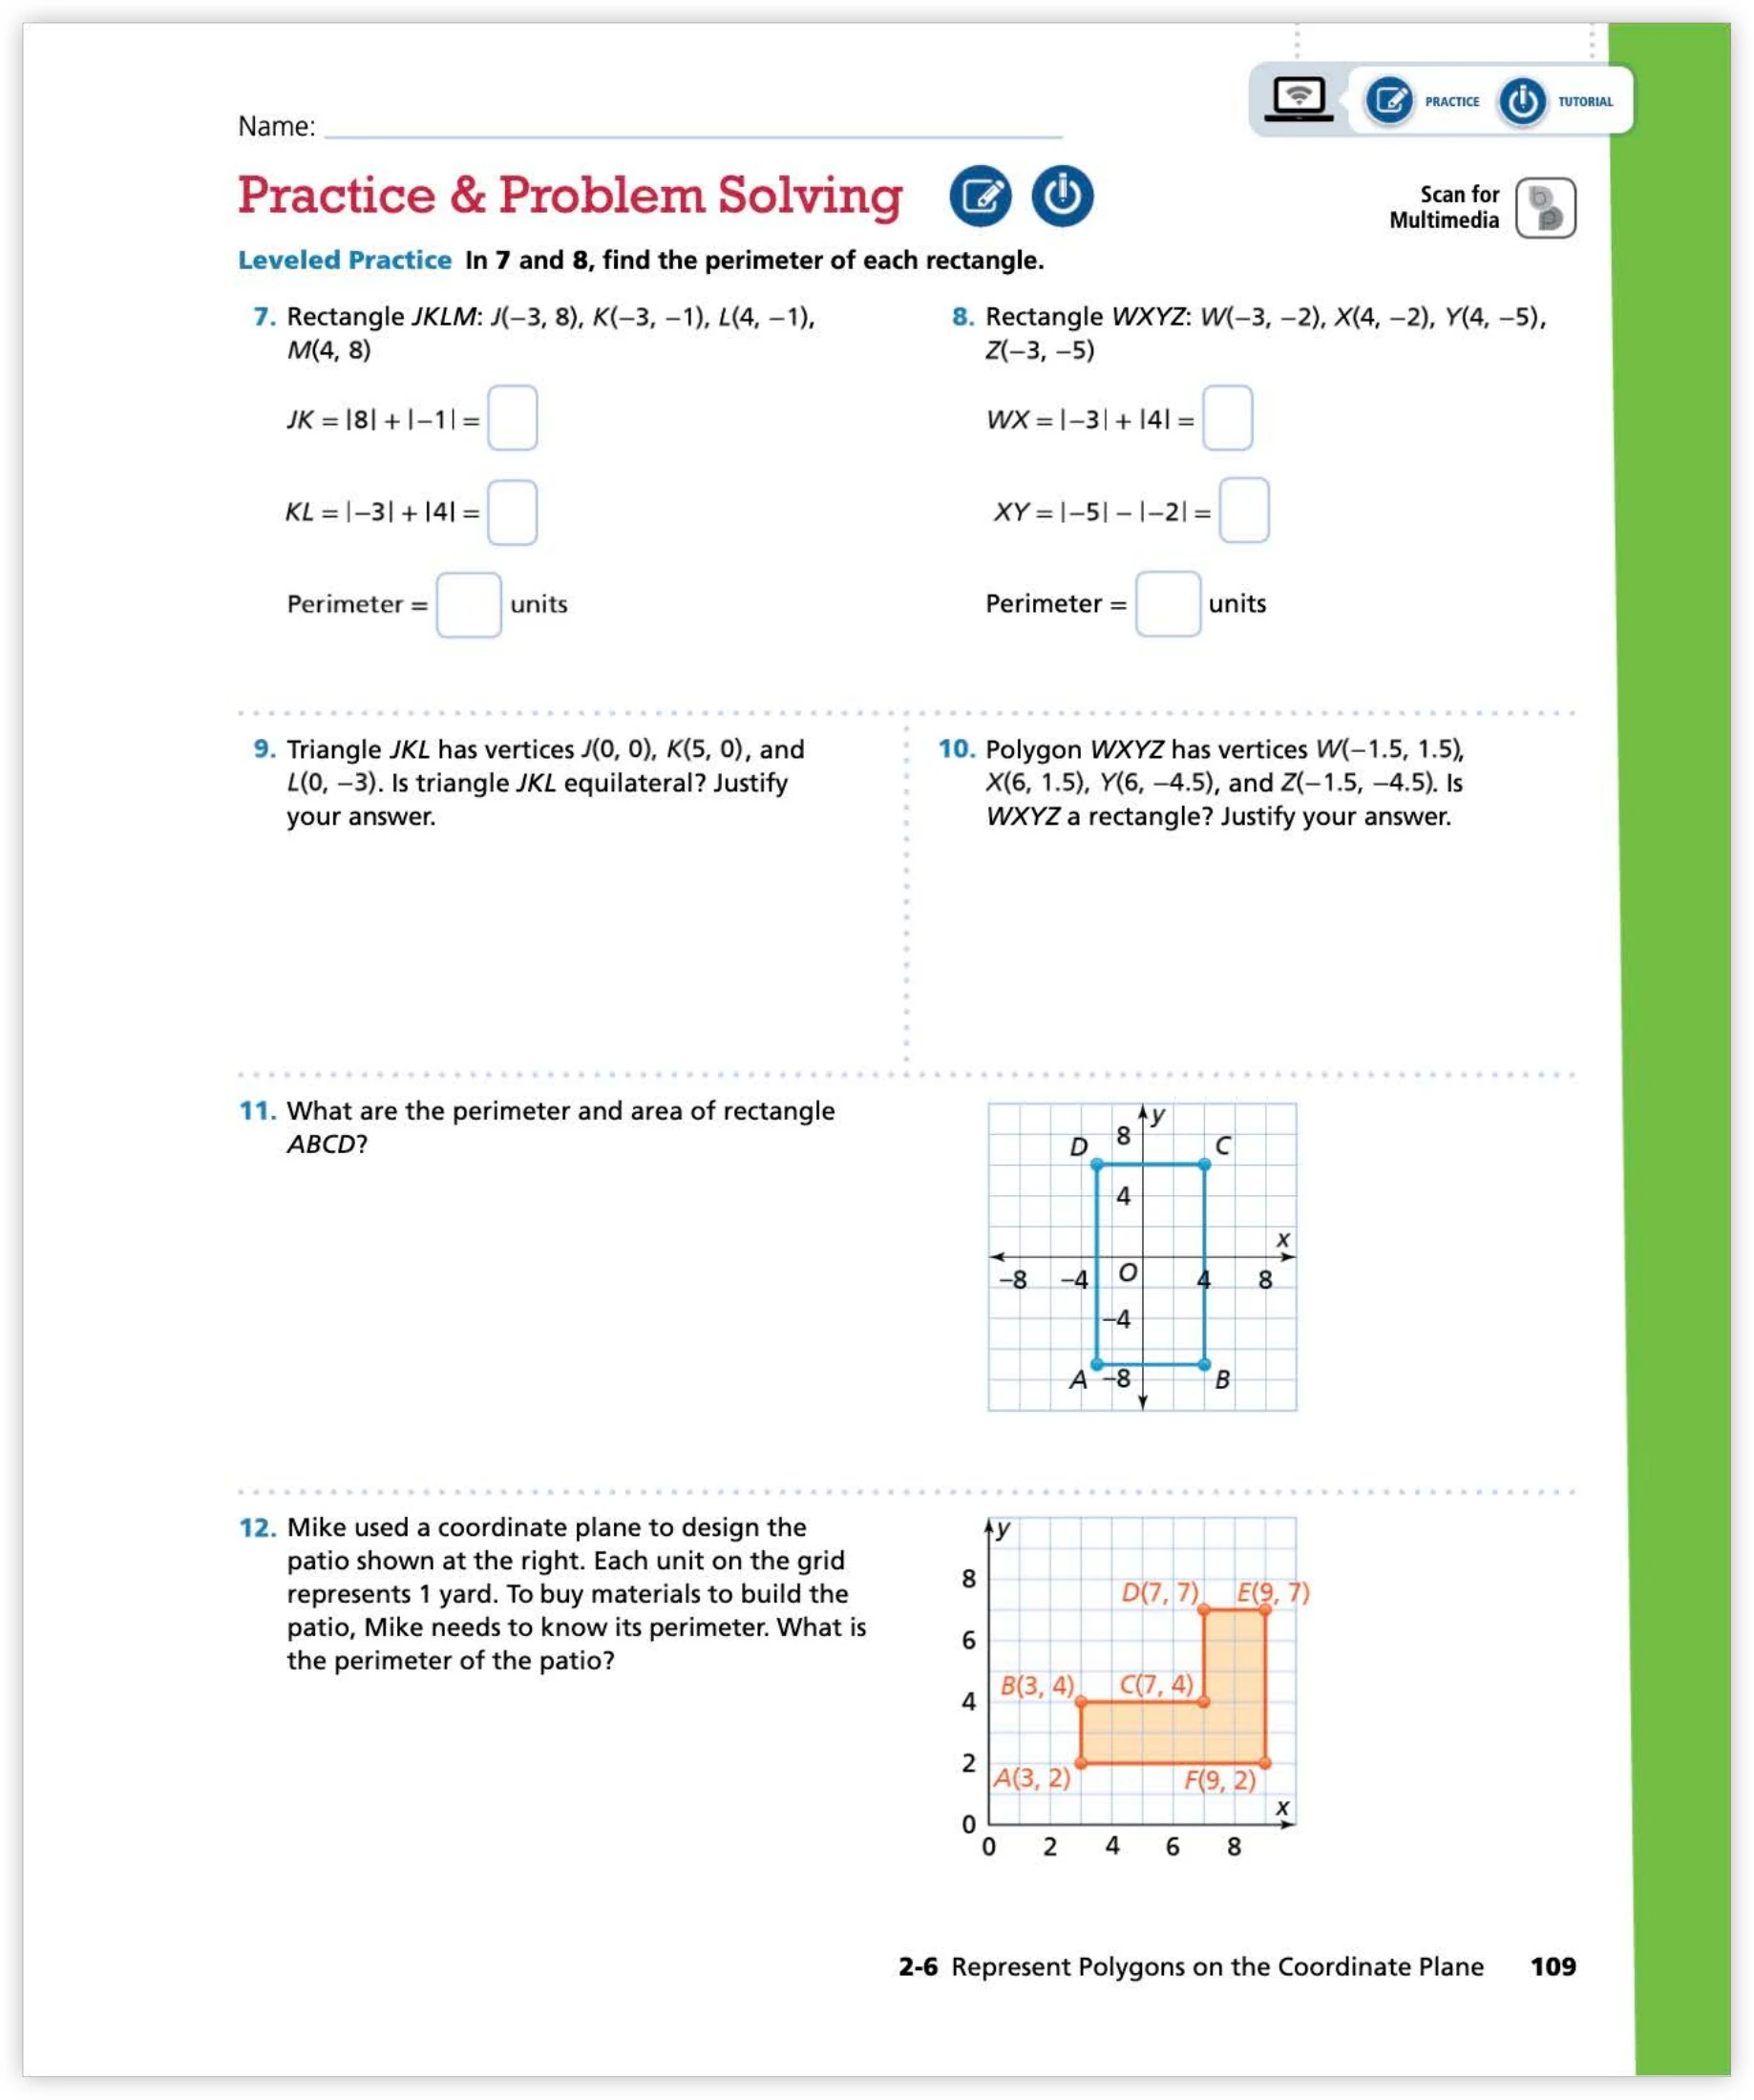 PRACTICE TUTORIAL
Name:
Practice & Problem Solving
Scan for
Multimedia
Leveled Practice In 7 and 8, find the perimeter of each rectangle.
7. Rectangle JKLM: J(−3, 8), K(−3, −1), L(4, −1),
M(4, 8)
JK = |8| + |−1| =
KL = |−3| + |4| =
Perimeter = units
8. Rectangle WXYZ: W(−3, −2), X(4, −2), Y(4, −5),
Z(−3, −5)
WX = |−3| + |4| =
XY = |−5| − |−2| =
Perimeter = units
9. Triangle JKL has vertices J(0, 0), K(5, 0), and
L(0, −3). Is triangle JKL equilateral? Justify
your answer.
10. Polygon WXYZ has vertices W(−1.5, 1.5),
X(6, 1.5), Y(6, −4.5), and Z(−1.5, −4.5). Is
WXYZ a rectangle? Justify your answer.
11. What are the perimeter and area of rectangle
ABCD?
y
D 8 C
4
x
−8 −4 O 4 8
−4
A −8 B
12. Mike used a coordinate plane to design the
patio shown at the right. Each unit on the grid
represents 1 yard. To buy materials to build the
patio, Mike needs to know its perimeter. What is
the perimeter of the patio?
y
8
D(7, 7) E(9, 7)
6
B(3, 4) C(7, 4)
4
2
A(3, 2) F(9, 2)
x
0
0 2 4 6 8
2-6 Represent Polygons on the Coordinate Plane 109